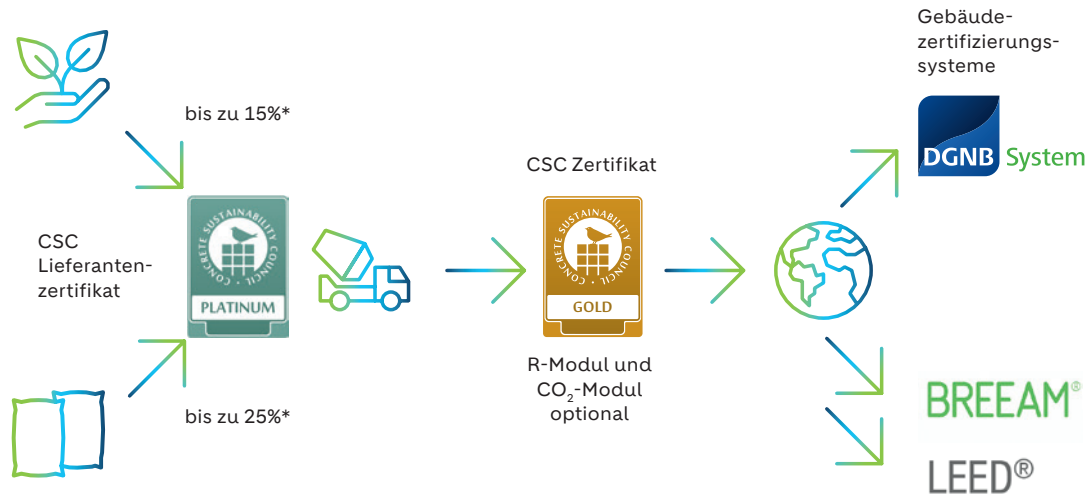 bis zu 15%*
CSC
Lieferanten-
zertifikat
bis zu 25%*
CONCRETE SUSTAINABILITY COUNCIL
PLATINUM
CSC Zertifikat
CONCRETE SUSTAINABILITY COUNCIL
GOLD
R-Modul und
CO₂-Modul
optional
Gebäude-
zertifizierungs-
systeme
DGNB System
BREEAM®
LEED®